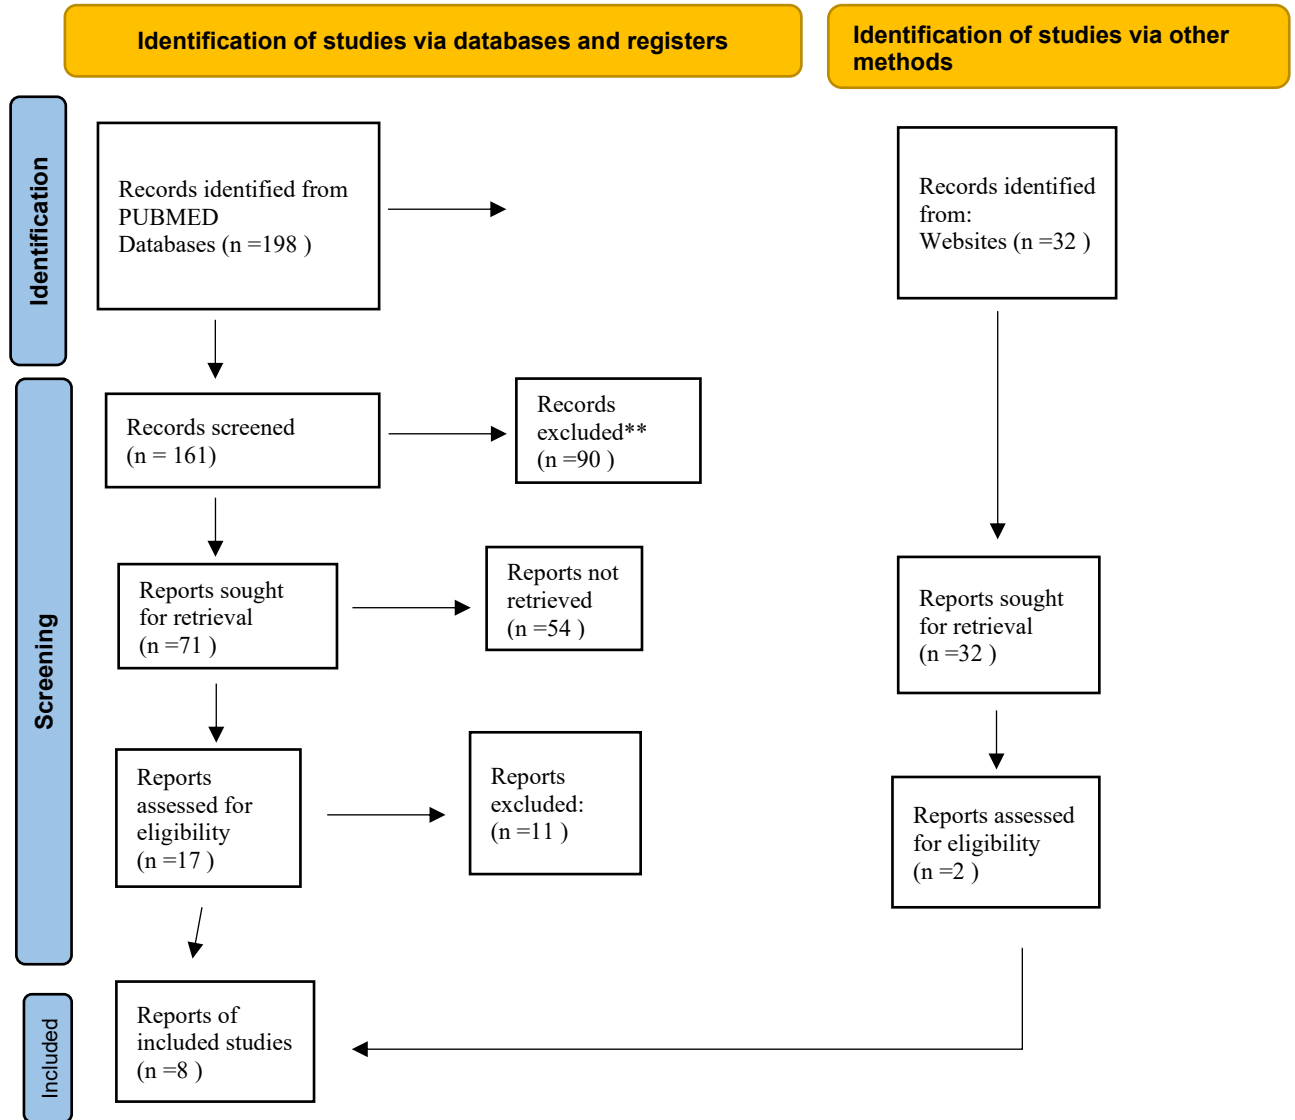 Identification of studies via databases and registers
Identification of studies via other
methods
Identification
Records identified from
PUBMED
Databases (n =198 )
Records identified
from:
Websites (n =32 )
Screening
Records screened
(n = 161)
Records
excluded**
(n =90 )
Reports sought
for retrieval
(n =71 )
Reports not
retrieved
(n =54 )
Reports sought
for retrieval
(n =32 )
Reports
assessed for
eligibility
(n =17 )
Reports
excluded:
(n =11 )
Reports assessed
for eligibility
(n =2 )
Included
Reports of
included studies
(n =8 )